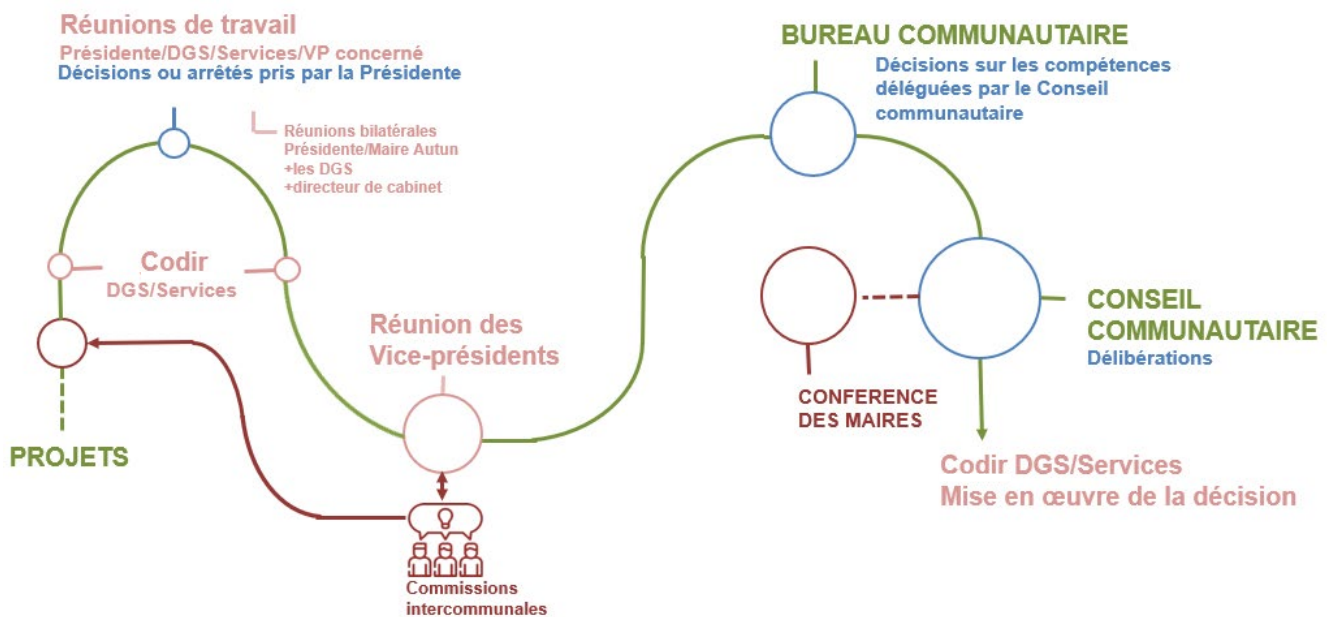 Réunions de travail
Présidente/DGS/Services/VP concerné
Décisions ou arrêtés pris par la Présidente
Réunions bilatérales
Présidente/Maire Autun
+les DGS
+directeur de cabinet
Codir
DGS/Services
PROJETS
Réunion des
Vice-présidents
Commissions
intercommunales
BUREAU COMMUNAUTAIRE
Décisions sur les compétences
déléguées par le Conseil
communautaire
CONSEIL
COMMUNAUTAIRE
Délibérations
CONFERENCE
DES MAIRES
Codir DGS/Services
Mise en œuvre de la décision